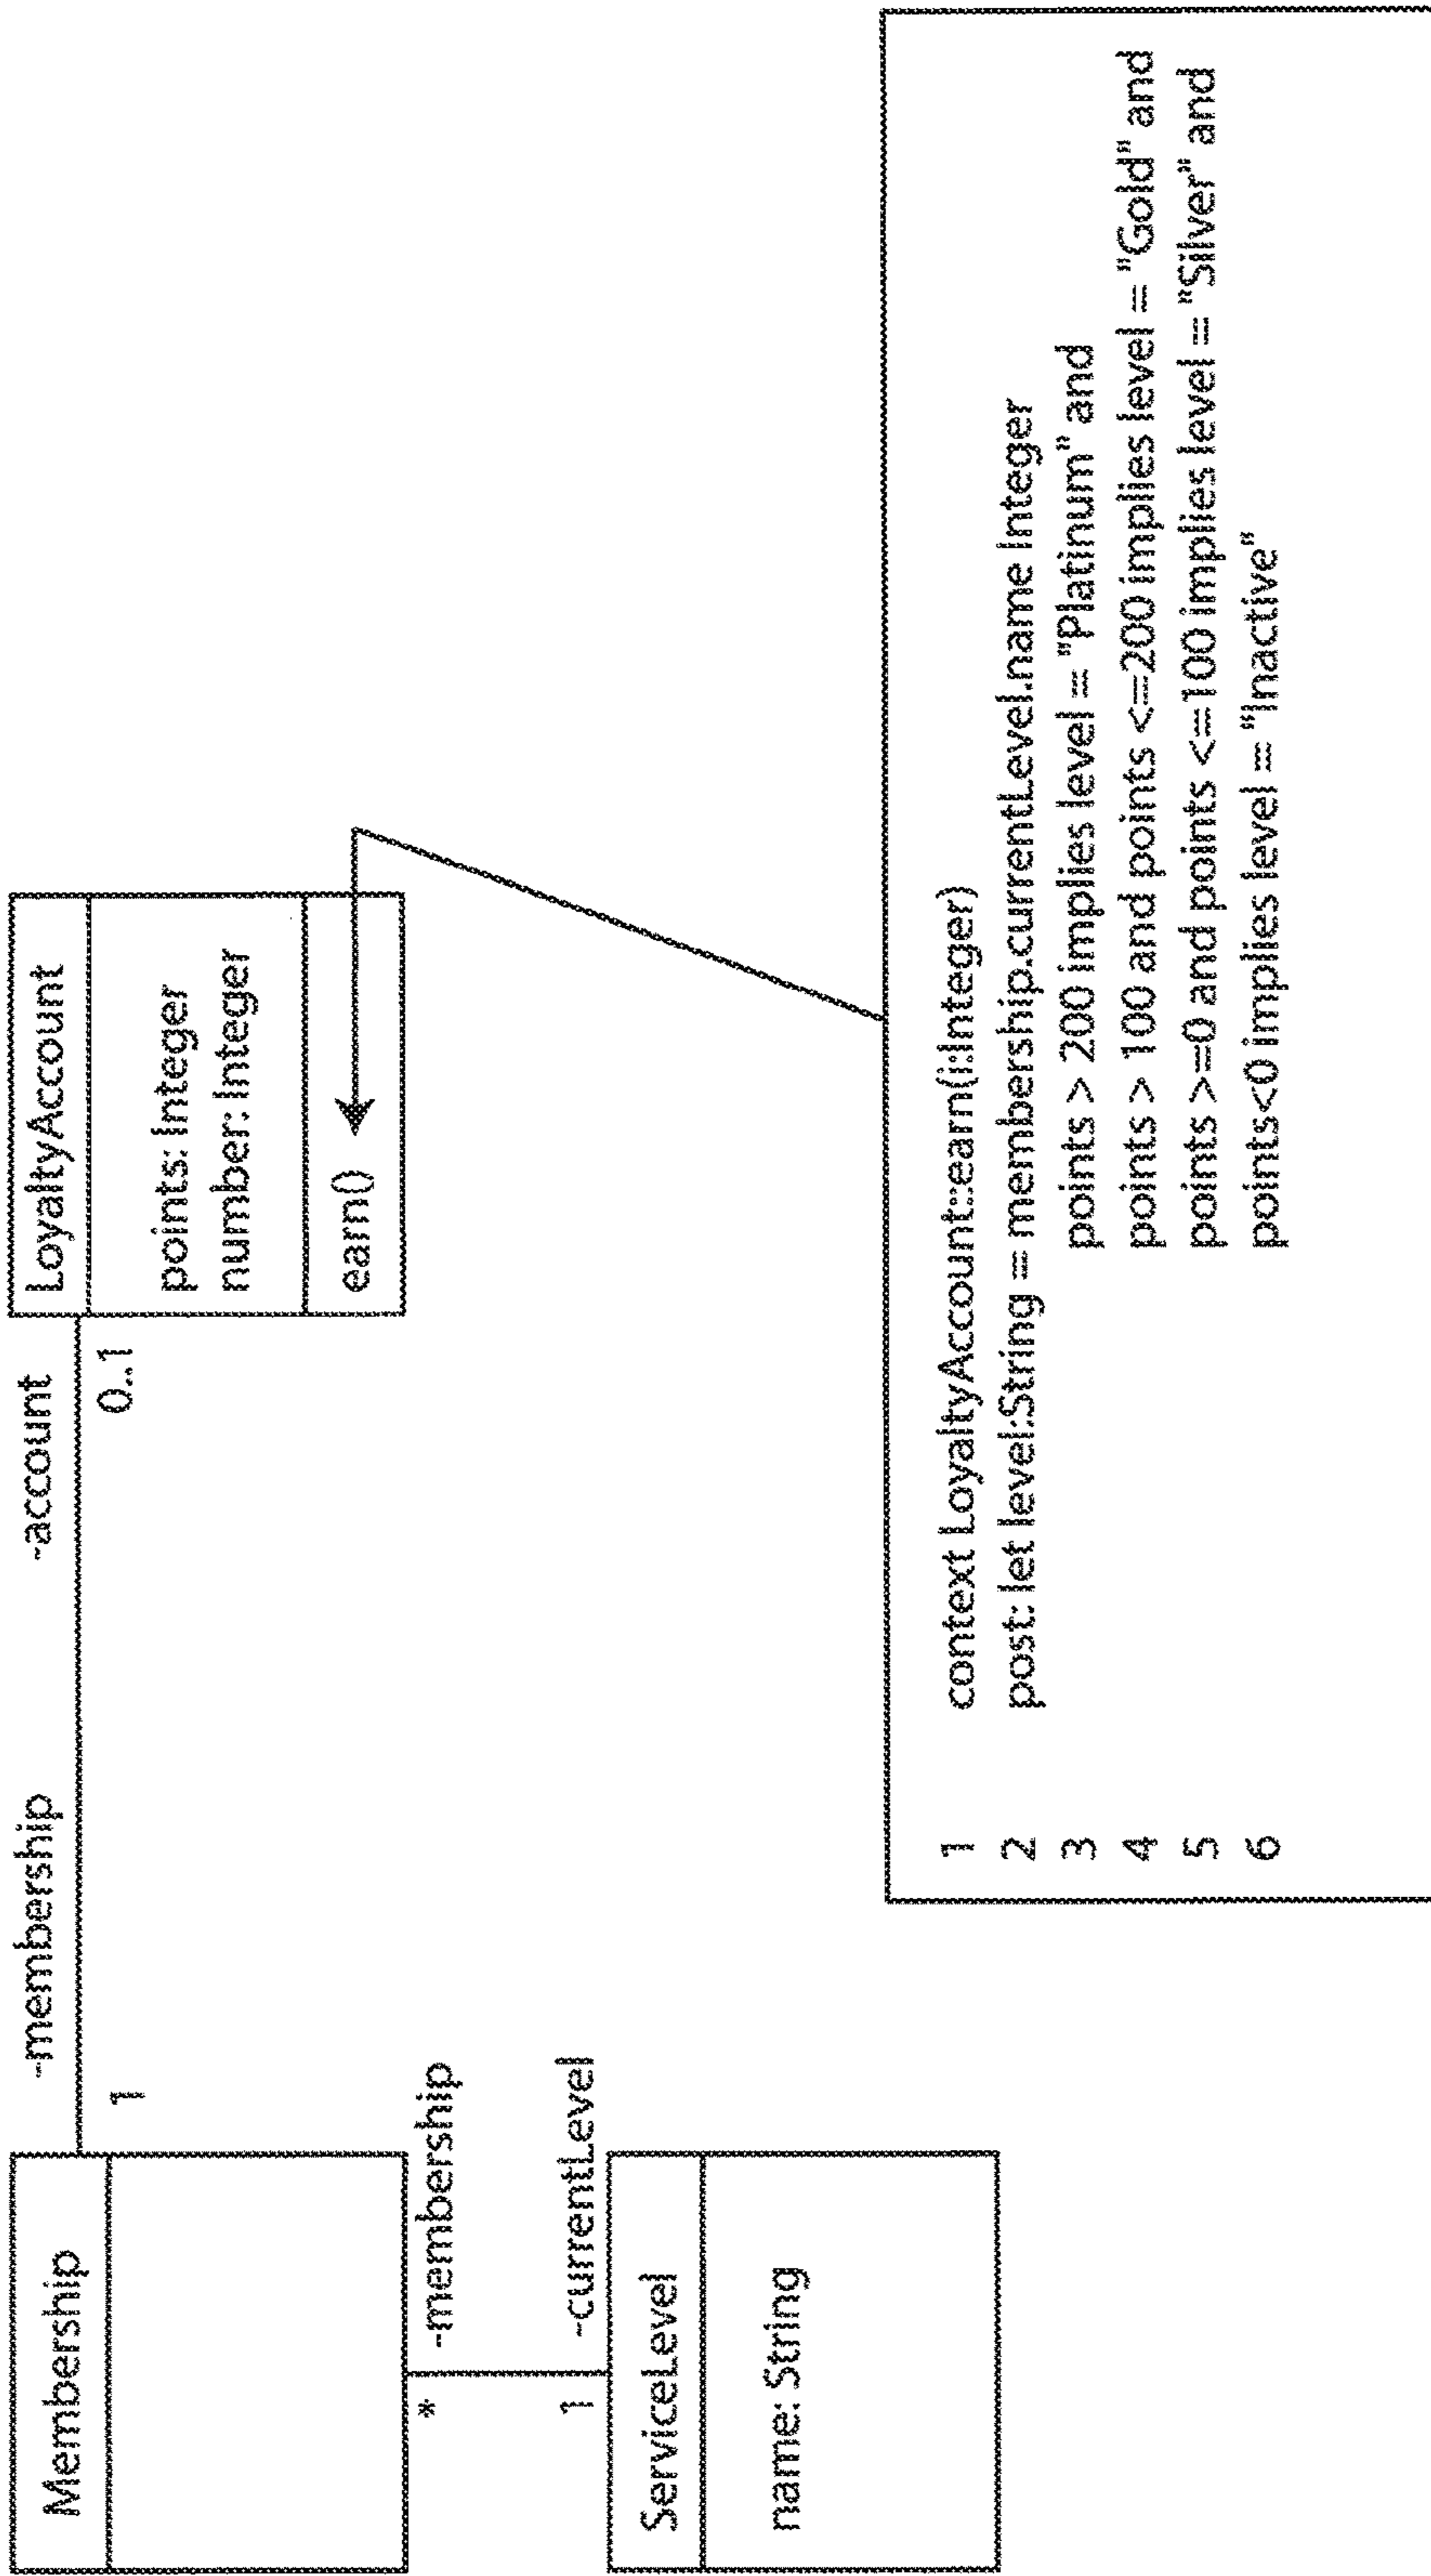 Membership
-membership
1
-account
0..1
LoyaltyAccount
points: Integer
number: Integer
earn()
*
-membership
1
-currentLevel
ServiceLevel
name: String
1 context LoyaltyAccount::earn(i:Integer)
2 post: let level:String = membership.currentLevel.name Integer
3 points > 200 implies level = "Platinum" and
4 points > 100 and points <=200 implies level = "Gold" and
5 points >=0 and points <=100 implies level = "Silver" and
6 points<0 implies level = "Inactive"